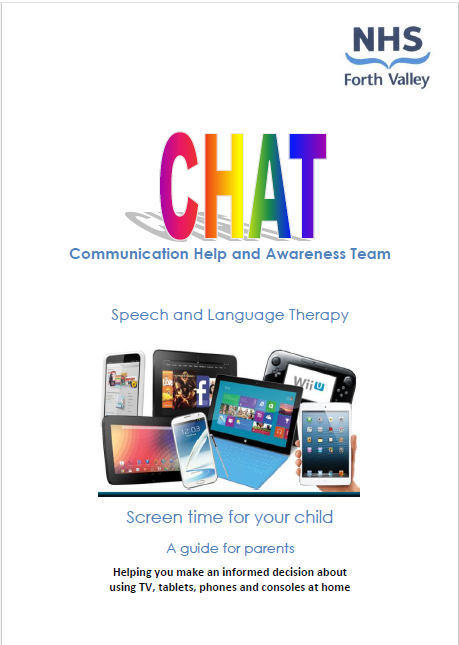 NHS
Forth Valley
CHAT
Communication Help and Awareness Team
Speech and Language Therapy
Wii U
f
Screen time for your child
A guide for parents
Helping you make an informed decision about
using TV, tablets, phones and consoles at home